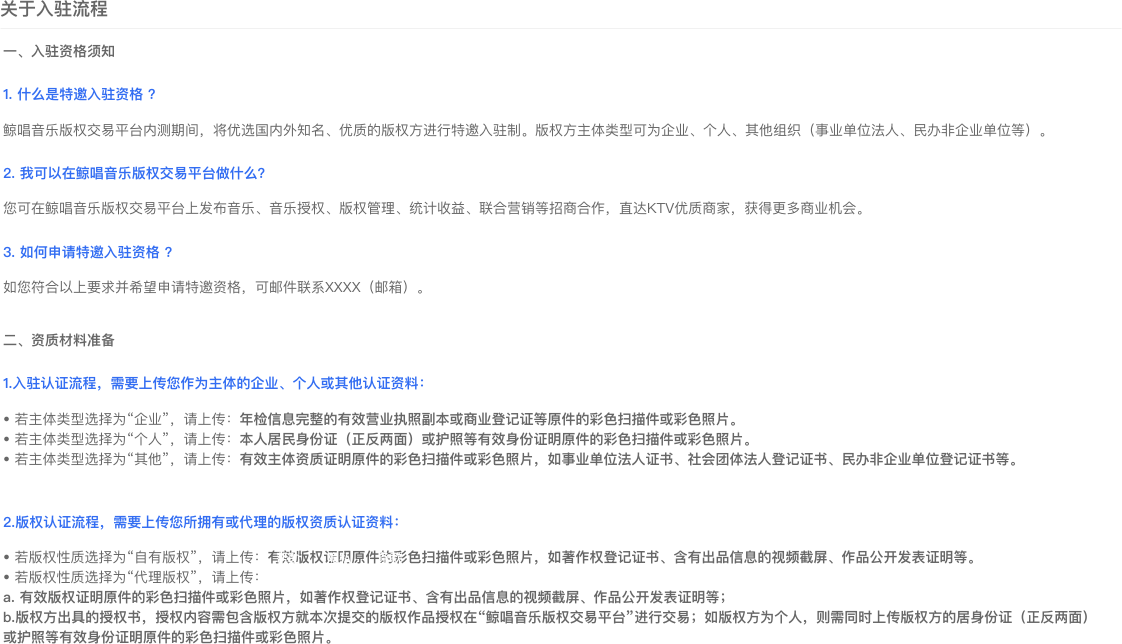 关于入驻流程
一、入驻资格须知
1. 什么是特邀入驻资格 ？
鲸唱音乐版权交易平台内测期间，将优选国内外知名、优质的版权方进行特邀入驻制。版权方主体类型可为企业、个人、其他组织（事业单位法人、民办非企业单位等）。
2. 我可以在鲸唱音乐版权交易平台做什么?
您可在鲸唱音乐版权交易平台上发布音乐、音乐授权、版权管理、统计收益、联合营销等招商合作，直达KTV优质商家，获得更多商业机会。
3. 如何申请特邀入驻资格 ？
如您符合以上要求并希望申请特邀资格，可邮件联系XXXX（邮箱）。
二、资质材料准备
1.入驻认证流程，需要上传您作为主体的企业、个人或其他认证资料：
• 若主体类型选择为“企业”，请上传：年检信息完整的有效营业执照副本或商业登记证等原件的彩色扫描件或彩色照片。
• 若主体类型选择为“个人”，请上传：本人居民身份证（正反两面）或护照等有效身份证明原件的彩色扫描件或彩色照片。
• 若主体类型选择为“其他”，请上传：有效主体资质证明原件的彩色扫描件或彩色照片，如事业单位法人证书、社会团体法人登记证书、民办非企业单位登记证书等。
2.版权认证流程，需要上传您所拥有或代理的版权资质认证资料：
• 若版权性质选择为“自有版权”，请上传：有效版权证明原件的彩色扫描件或彩色照片，如著作权登记证书、含有出品信息的视频截屏、作品公开发表证明等。
• 若版权性质选择为“代理版权”，请上传：
a. 有效版权证明原件的彩色扫描件或彩色照片，如著作权登记证书、含有出品信息的视频截屏、作品公开发表证明等；
b.版权方出具的授权书，授权内容需包含版权方就本次提交的版权作品授权在“鲸唱音乐版权交易平台”进行交易；如版权方为个人，则需同时上传版权方的居身份证（正反两面）
或护照等有效身份证明原件的彩色扫描件或彩色照片。